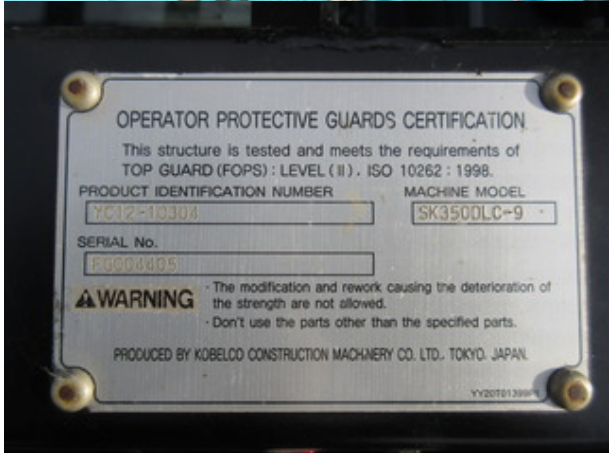 OPERATOR PROTECTIVE GUARDS CERTIFICATION
This structure is tested and meets the requirements of
TOP GUARD (FOPS) : LEVEL (II), ISO 10262 : 1998.
PRODUCT IDENTIFICATION NUMBER MACHINE MODEL
YC12-10304 SK350DLC-9
SERIAL No.
WARNING · The modification and rework causing the deterioration of
the strength are not allowed.
· Don't use the parts other than the specified parts.
PRODUCED BY KOBELCO CONSTRUCTION MACHINERY CO. LTD., TOKYO, JAPAN.